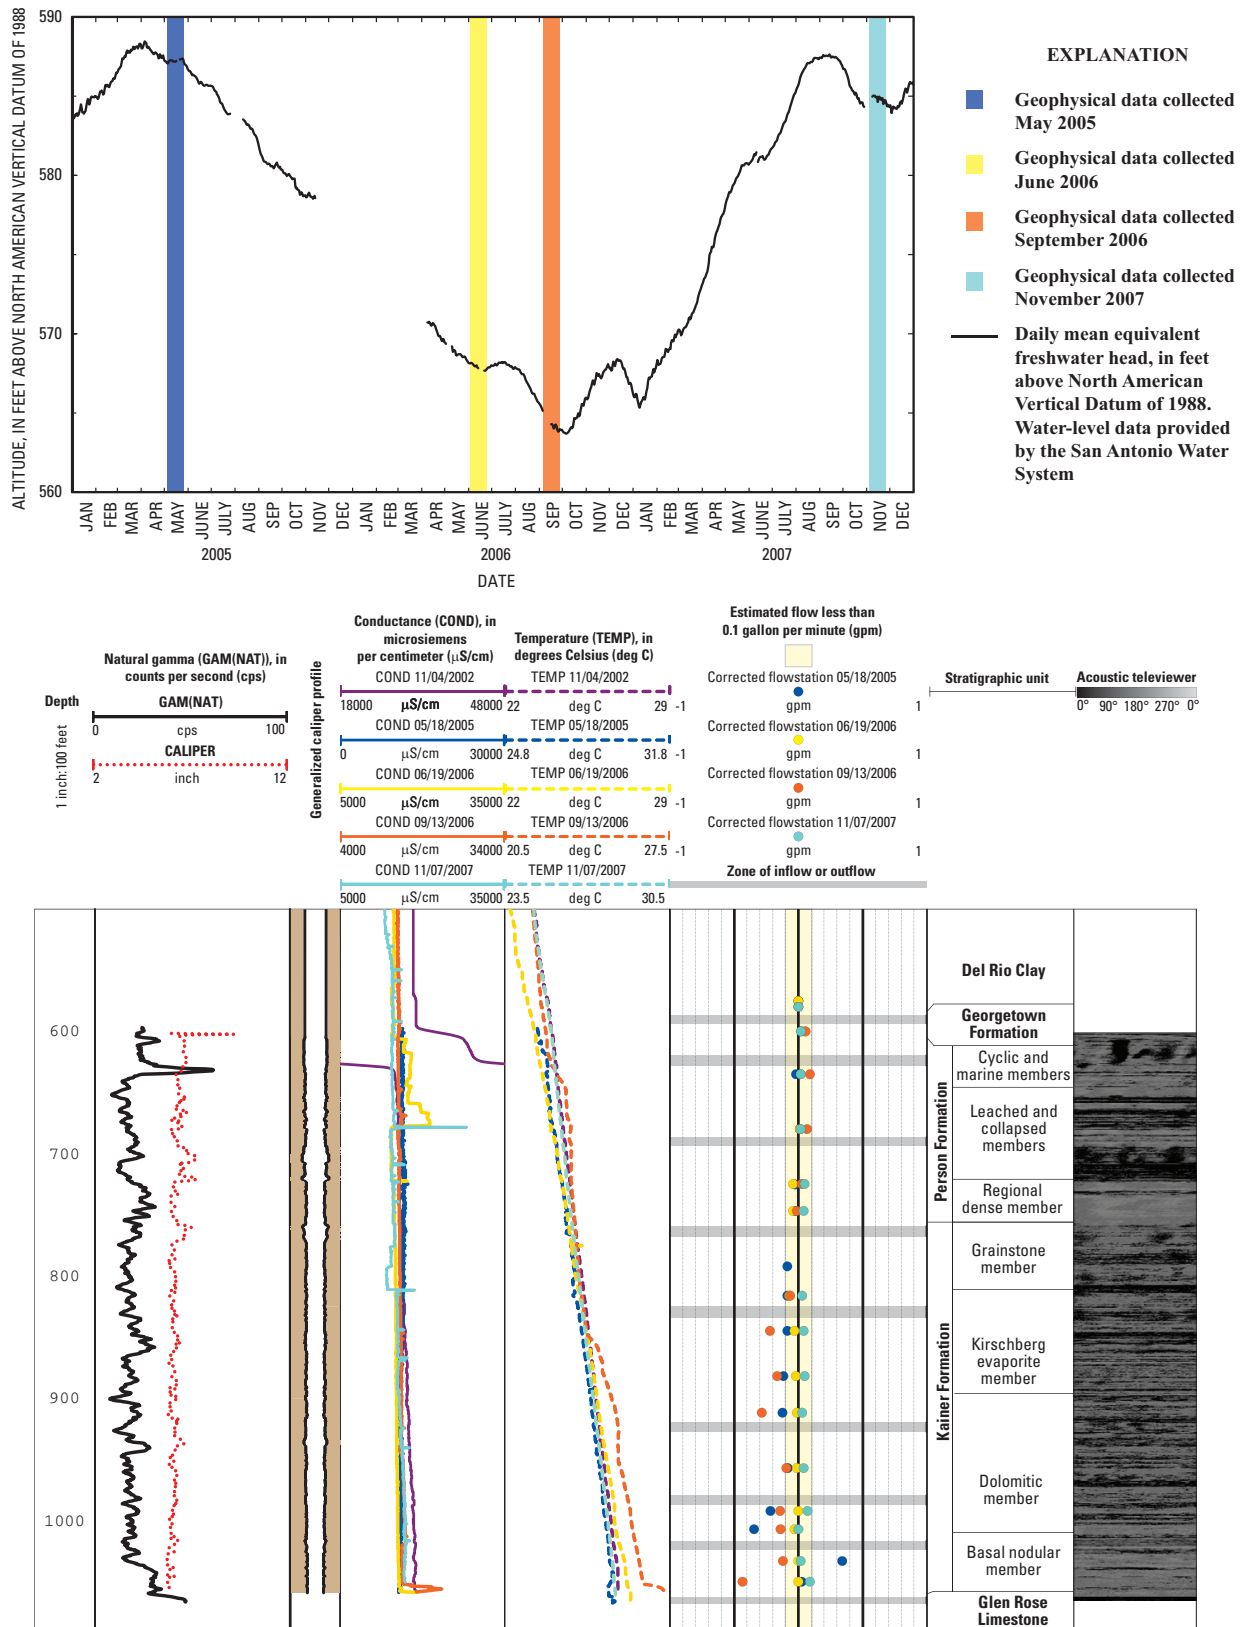 ALTITUDE, IN FEET ABOVE NORTH AMERICAN VERTICAL DATUM OF 1988
590
580
570
560
JAN FEB MAR APR MAY JUNE JULY AUG SEP OCT NOV DEC JAN FEB MAR APR MAY JUNE JULY AUG SEP OCT NOV DEC JAN FEB MAR APR MAY JUNE JULY AUG SEP OCT NOV DEC
2005 2006 2007
DATE
EXPLANATION
Geophysical data collected
May 2005
Geophysical data collected
June 2006
Geophysical data collected
September 2006
Geophysical data collected
November 2007
Daily mean equivalent
freshwater head, in feet
above North American
Vertical Datum of 1988.
Water-level data provided
by the San Antonio Water
System
Depth
1 inch:100 feet
Natural gamma (GAM(NAT)), in
counts per second (cps)
GAM(NAT)
0 cps 100
CALIPER
2 inch 12
Generalized caliper profile
Conductance (COND), in
microsiemens
per centimeter (µS/cm)
COND 11/04/2002
18000 µS/cm 48000
COND 05/18/2005
0 µS/cm 30000
COND 06/19/2006
5000 µS/cm 35000
COND 09/13/2006
4000 µS/cm 34000
COND 11/07/2007
5000 µS/cm 35000
Temperature (TEMP), in
degrees Celsius (deg C)
TEMP 11/04/2002
22 deg C 29
TEMP 05/18/2005
24.8 deg C 31.8
TEMP 06/19/2006
22 deg C 29
TEMP 09/13/2006
20.5 deg C 27.5
TEMP 11/07/2007
23.5 deg C 30.5
Estimated flow less than
0.1 gallon per minute (gpm)
Corrected flowstation 05/18/2005
-1 gpm 1
Corrected flowstation 06/19/2006
-1 gpm 1
Corrected flowstation 09/13/2006
-1 gpm 1
Corrected flowstation 11/07/2007
-1 gpm 1
Zone of inflow or outflow
Stratigraphic unit
Acoustic televiewer
0° 90° 180° 270° 0°
600
700
800
900
1000
Del Rio Clay
Georgetown
Formation
Person Formation
Cyclic and
marine members
Leached and
collapsed
members
Regional
dense member
Kainer Formation
Grainstone
member
Kirschberg
evaporite
member
Dolomitic
member
Basal nodular
member
Glen Rose
Limestone